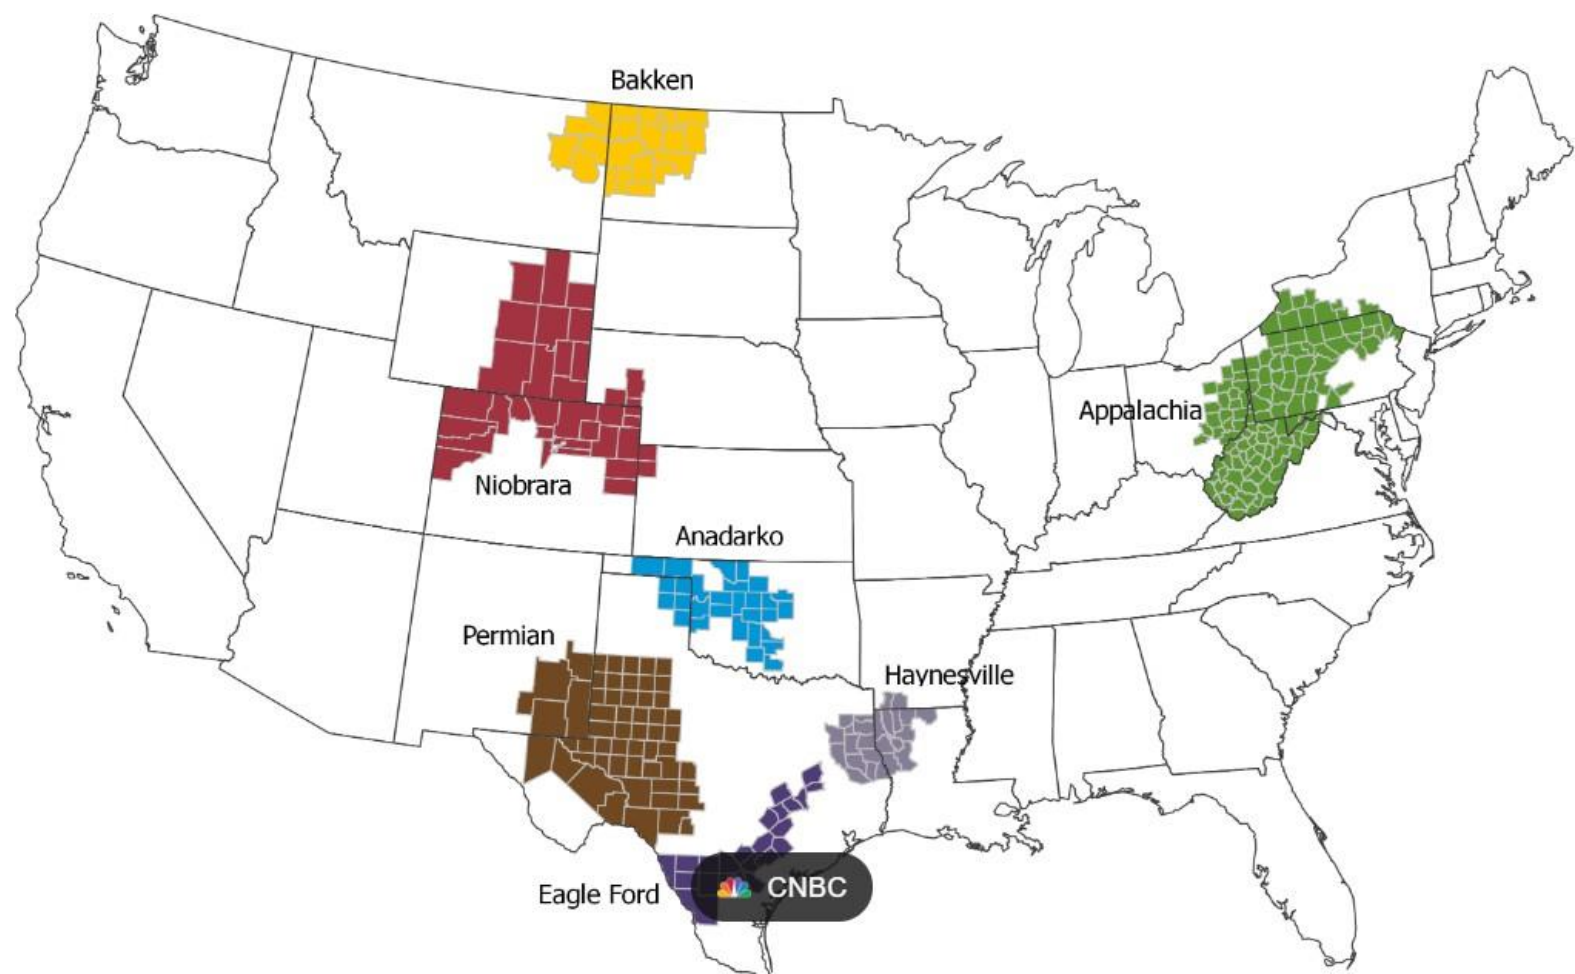 Bakken
Appalachia
Niobrara
Anadarko
Permian
Haynesville
Eagle Ford
CNBC